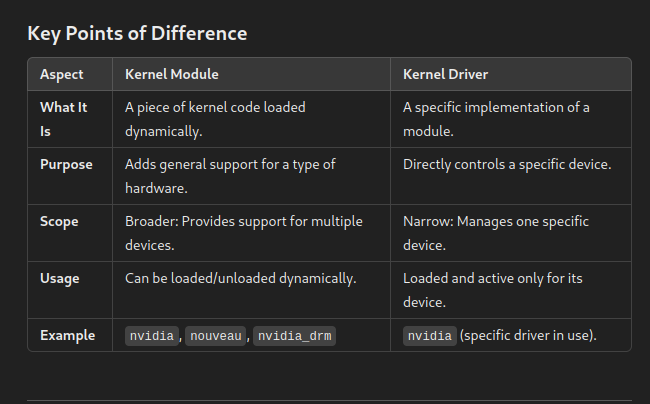 Key Points of Difference
Aspect Kernel Module Kernel Driver
What It A piece of kernel code loaded A specific implementation of a
Is dynamically. module.
Purpose Adds general support for a type of Directly controls a specific device.
hardware.
Scope Broader: Provides support for multiple Narrow: Manages one specific
devices. device.
Usage Can be loaded/unloaded dynamically. Loaded and active only for its
device.
Example nvidia, nouveau, nvidia_drm nvidia (specific driver in use).